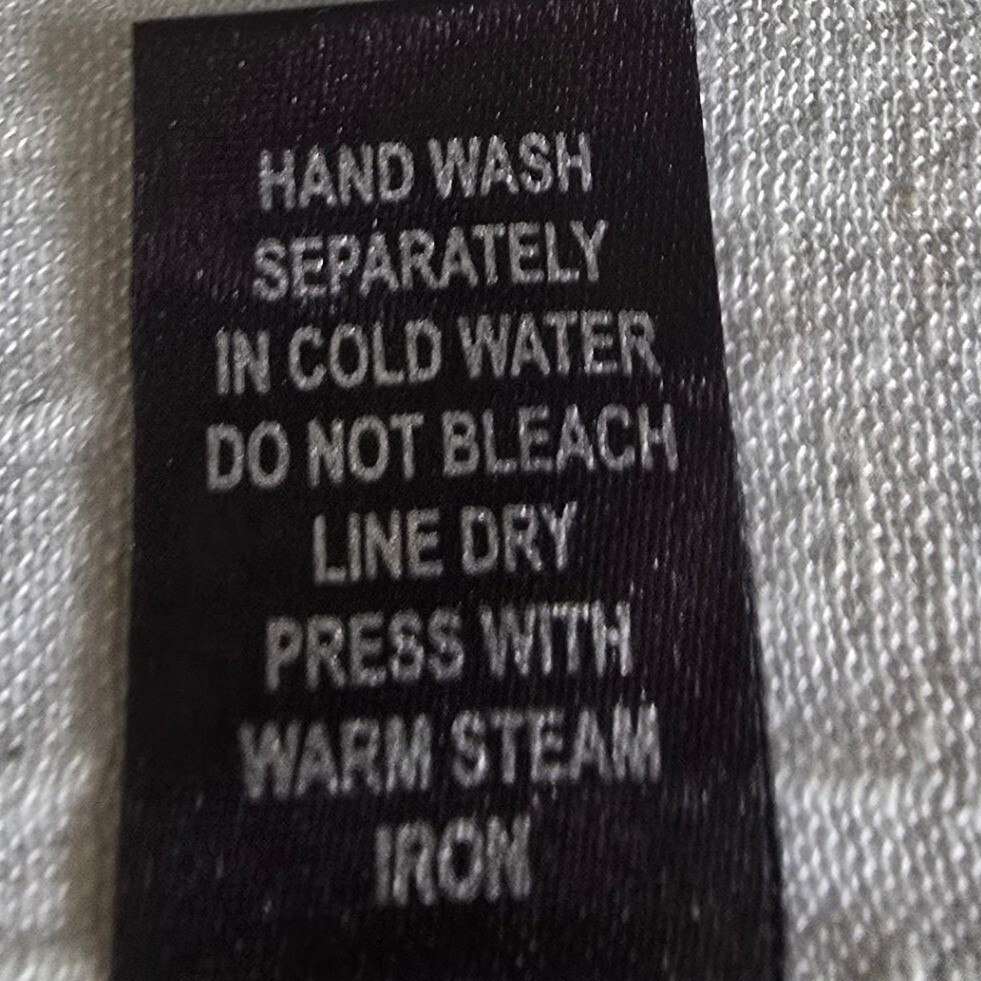 HAND WASH
SEPARATELY
IN COLD WATER
DO NOT BLEACH
LINE DRY
PRESS WITH
WARM STEAM
IRON